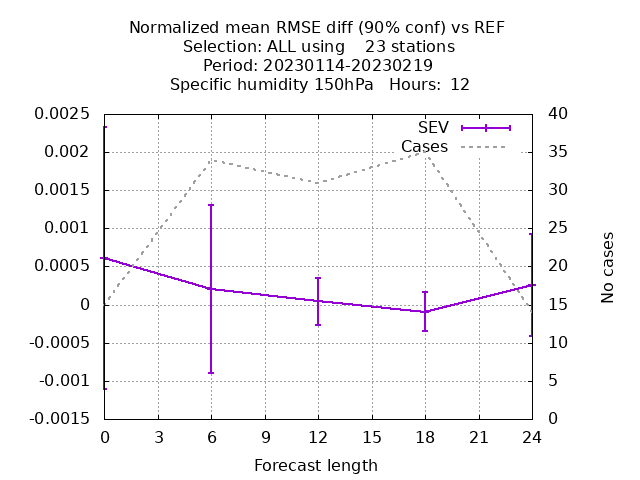 Normalized mean RMSE diff (90% conf) vs REF
Selection: ALL using    23 stations
Period: 20230114-20230219
Specific humidity 150hPa   Hours:  12
SEV
Cases
0.0025
0.002
0.0015
0.001
0.0005
0
-0.0005
-0.001
-0.0015
40
35
30
25
20
15
10
5
0
No cases
0 3 6 9 12 15 18 21 24
Forecast length